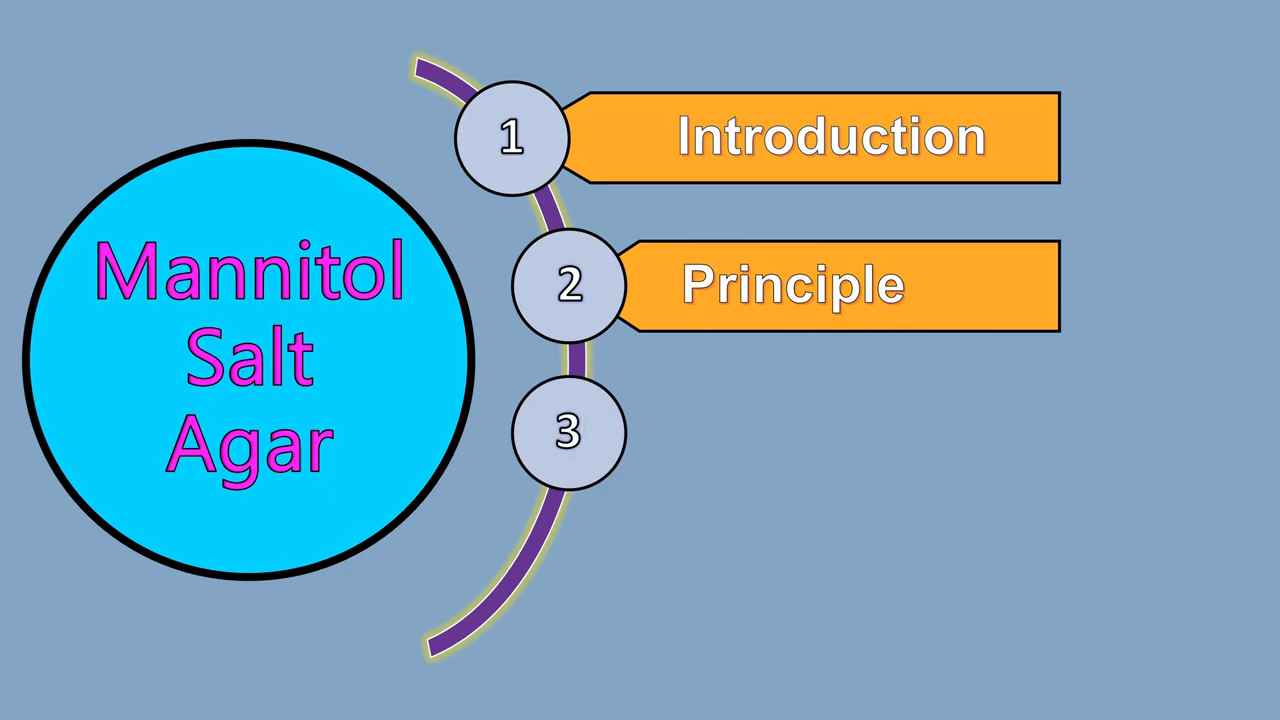 Mannitol
Salt
Agar
1
Introduction
2
Principle
3